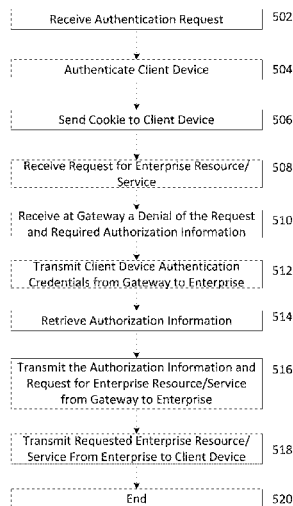 Receive Authentication Request 502
Authenticate Client Device 504
Send Cookie to Client Device 506
Receive Request for Enterprise Resource/
Service 508
Receive at Gateway a Denial of the Request
and Required Authorization Information 510
Transmit Client Device Authentication
Credentials from Gateway to Enterprise 512
Retrieve Authorization Information 514
Transmit the Authorization Information and
Request for Enterprise Resource/Service
from Gateway to Enterprise 516
Transmit Requested Enterprise Resource/
Service From Enterprise to Client Device 518
End 520